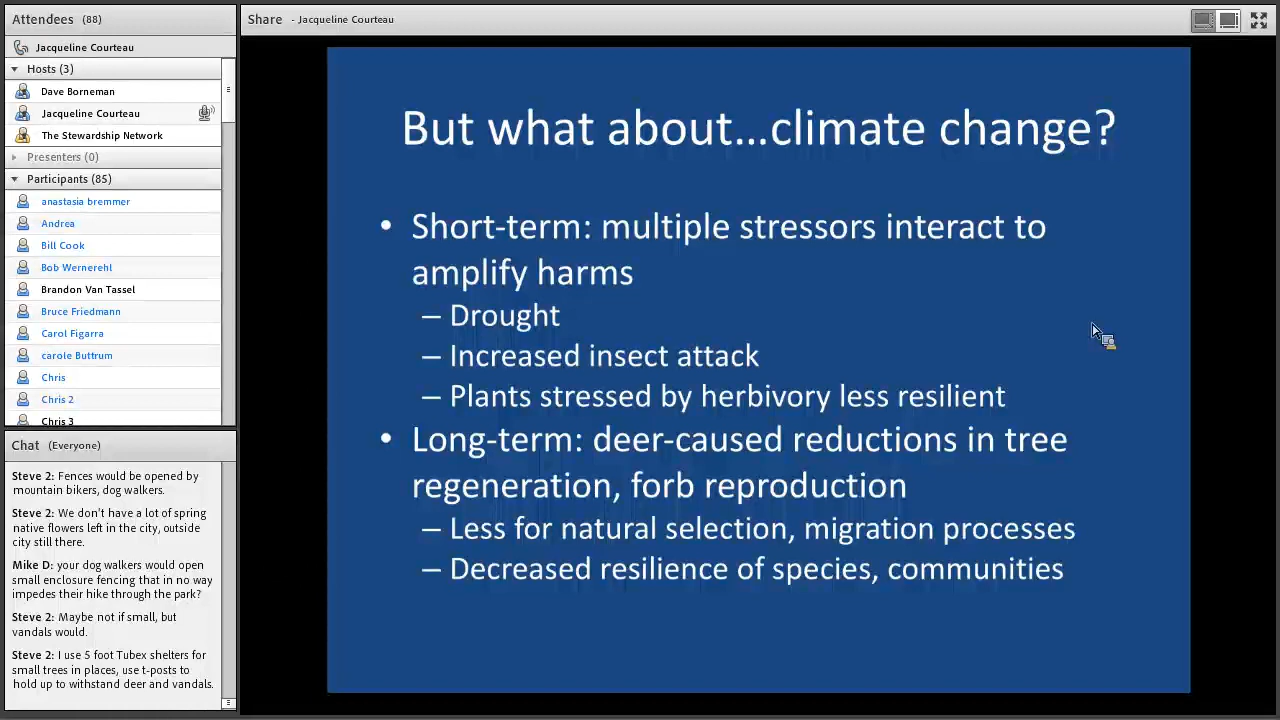 Attendees (88)
Jacqueline Courteau
Hosts (3)
Dave Borneman
Jacqueline Courteau
The Stewardship Network
Presenters (0)
Participants (85)
anastasia bremmer
Andrea
Bill Cook
Bob Wernerehl
Brandon Van Tassel
Bruce Friedmann
Carol Figarra
carole Buttrum
Chris
Chris 2
Chris 3
Chat (Everyone)
Steve 2: Fences would be opened by
mountain bikers, dog walkers.
Steve 2: We don't have a lot of spring
native flowers left in the city, outside
city still there.
Mike D: your dog walkers would open
small enclosure fencing that in no way
impedes their hike through the park?
Steve 2: Maybe not if small, but
vandals would.
Steve 2: I use 5 foot Tubex shelters for
small trees in places, use t-posts to
hold up to withstand deer and vandals.
Share - Jacqueline Courteau
But what about...climate change?
• Short-term: multiple stressors interact to
amplify harms
– Drought
– Increased insect attack
– Plants stressed by herbivory less resilient
• Long-term: deer-caused reductions in tree
regeneration, forb reproduction
– Less for natural selection, migration processes
– Decreased resilience of species, communities